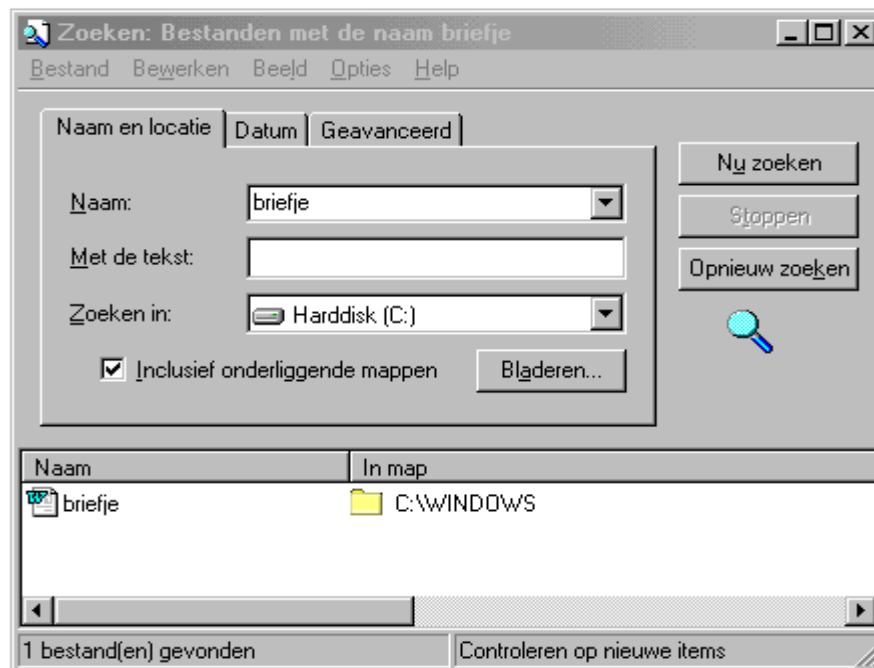 Zoeken: Bestanden met de naam briefje
Bestand Bewerken Beeld Opties Help
Naam en locatie Datum Geavanceerd
Nu zoeken
Naam: briefje
Stoppen
Met de tekst:
Opnieuw zoeken
Zoeken in: Harddisk (C:)
Inclusief onderliggende mappen Bladeren...
Naam In map
briefje C:\WINDOWS
1 bestand(en) gevonden Controleren op nieuwe items